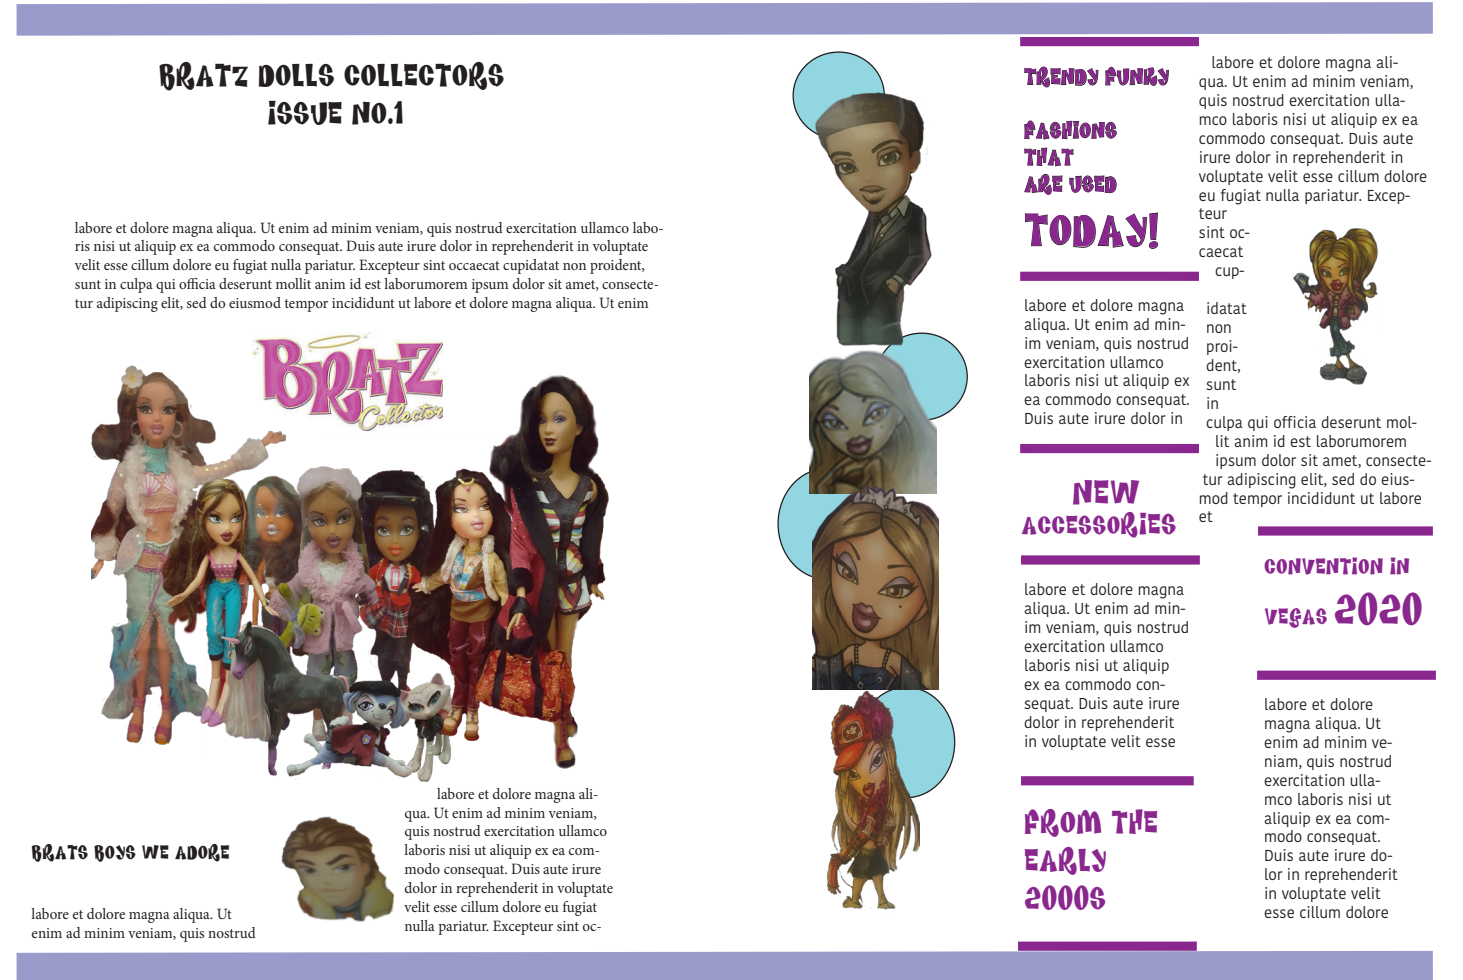 BRATZ DOLLS COLLECTORS
ISSUE NO.1
labore et dolore magna aliqua. Ut enim ad minim veniam, quis nostrud exercitation ullamco labo-
ris nisi ut aliquip ex ea commodo consequat. Duis aute irure dolor in reprehenderit in voluptate
velit esse cillum dolore eu fugiat nulla pariatur. Excepteur sint occaecat cupidatat non proident,
sunt in culpa qui officia deserunt mollit anim id est laborumorem ipsum dolor sit amet, consecte-
tur adipiscing elit, sed do eiusmod tempor incididunt ut labore et dolore magna aliqua. Ut enim
BRATZ
Collector
BRATS BOYS WE ADORE
labore et dolore magna aliqua. Ut
enim ad minim veniam, quis nostrud
labore et dolore magna ali-
qua. Ut enim ad minim veniam,
quis nostrud exercitation ullamco
laboris nisi ut aliquip ex ea com-
modo consequat. Duis aute irure
dolor in reprehenderit in voluptate
velit esse cillum dolore eu fugiat
nulla pariatur. Excepteur sint oc-
TRENDY FUNKY
FASHIONS
THAT
ARE USED
TODAY!
labore et dolore magna
aliqua. Ut enim ad min-
im veniam, quis nostrud
exercitation ullamco
laboris nisi ut aliquip ex
ea commodo consequat.
Duis aute irure dolor in
NEW
ACCESSORIES
labore et dolore magna
aliqua. Ut enim ad min-
im veniam, quis nostrud
exercitation ullamco
laboris nisi ut aliquip
ex ea commodo con-
sequat. Duis aute irure
dolor in reprehenderit
in voluptate velit esse
FROM THE
EARLY
2000S
labore et dolore magna ali-
qua. Ut enim ad minim veniam,
quis nostrud exercitation ulla-
mco laboris nisi ut aliquip ex ea
commodo consequat. Duis aute
irure dolor in reprehenderit in
voluptate velit esse cillum dolore
eu fugiat nulla pariatur. Excep-
teur
sint oc-
caecat
cup-
idatat
non
proi-
dent,
sunt
in
culpa qui officia deserunt mol-
lit anim id est laborumorem
ipsum dolor sit amet, consecte-
tur adipiscing elit, sed do eius-
mod tempor incididunt ut labore
et
CONVENTION IN
VEGAS 2020
labore et dolore
magna aliqua. Ut
enim ad minim ve-
niam, quis nostrud
exercitation ulla-
mco laboris nisi ut
aliquip ex ea com-
modo consequat.
Duis aute irure do-
lor in reprehenderit
in voluptate velit
esse cillum dolore